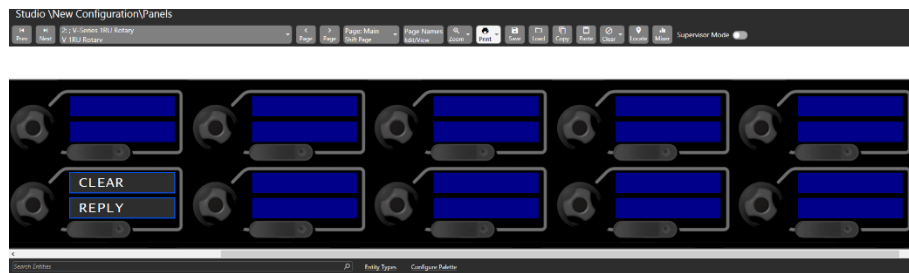 Studio \New Configuration\Panels
2: ; V-Series 1RU Rotary
V 1RU Rotary
Prev Next
Page Page
Page: Main
Shift Page
Page Names
Edit/View
Zoom Print Save Load Copy Paste Clear Locate Mixer
Supervisor Mode
CLEAR
REPLY
Search Entities
Entity Types Configure Palette